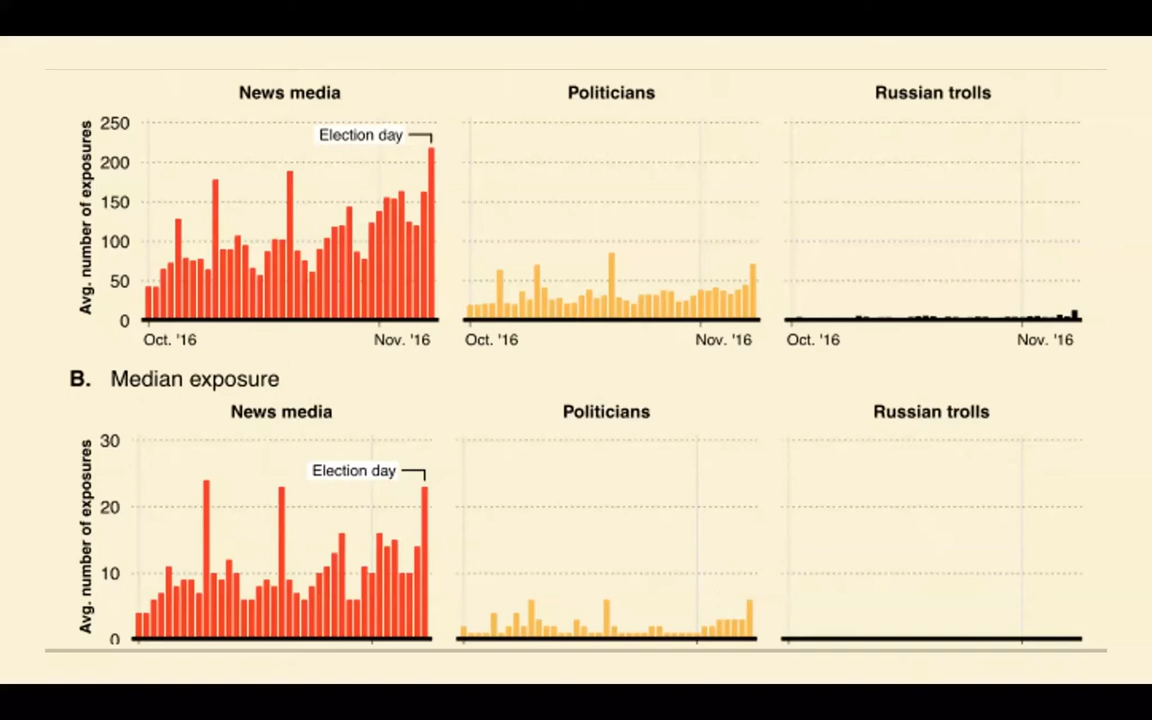 News media Politicians Russian trolls
Avg. number of exposures
250
Election day
200
150
100
50
0
Oct. '16 Nov. '16 Oct. '16 Nov. '16 Oct. '16 Nov. '16
B. Median exposure
News media Politicians Russian trolls
Avg. number of exposures
30
Election day
20
10
0